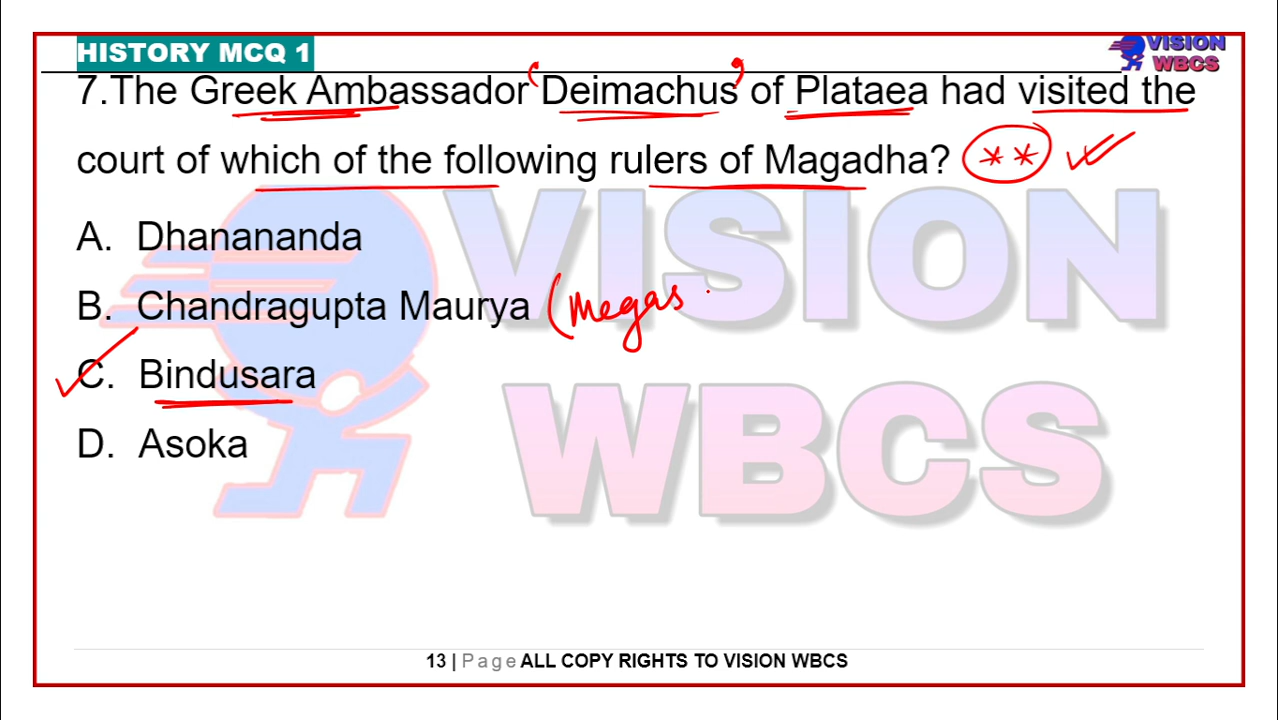 HISTORY MCQ 1
VISION
WBCS
7.The Greek Ambassador 'Deimachus' of Plataea had visited the
court of which of the following rulers of Magadha? (**)
A. Dhanananda
B. Chandragupta Maurya (Megas
C. Bindusara
D. Asoka
VISION
WBCS
13 | Page ALL COPY RIGHTS TO VISION WBCS